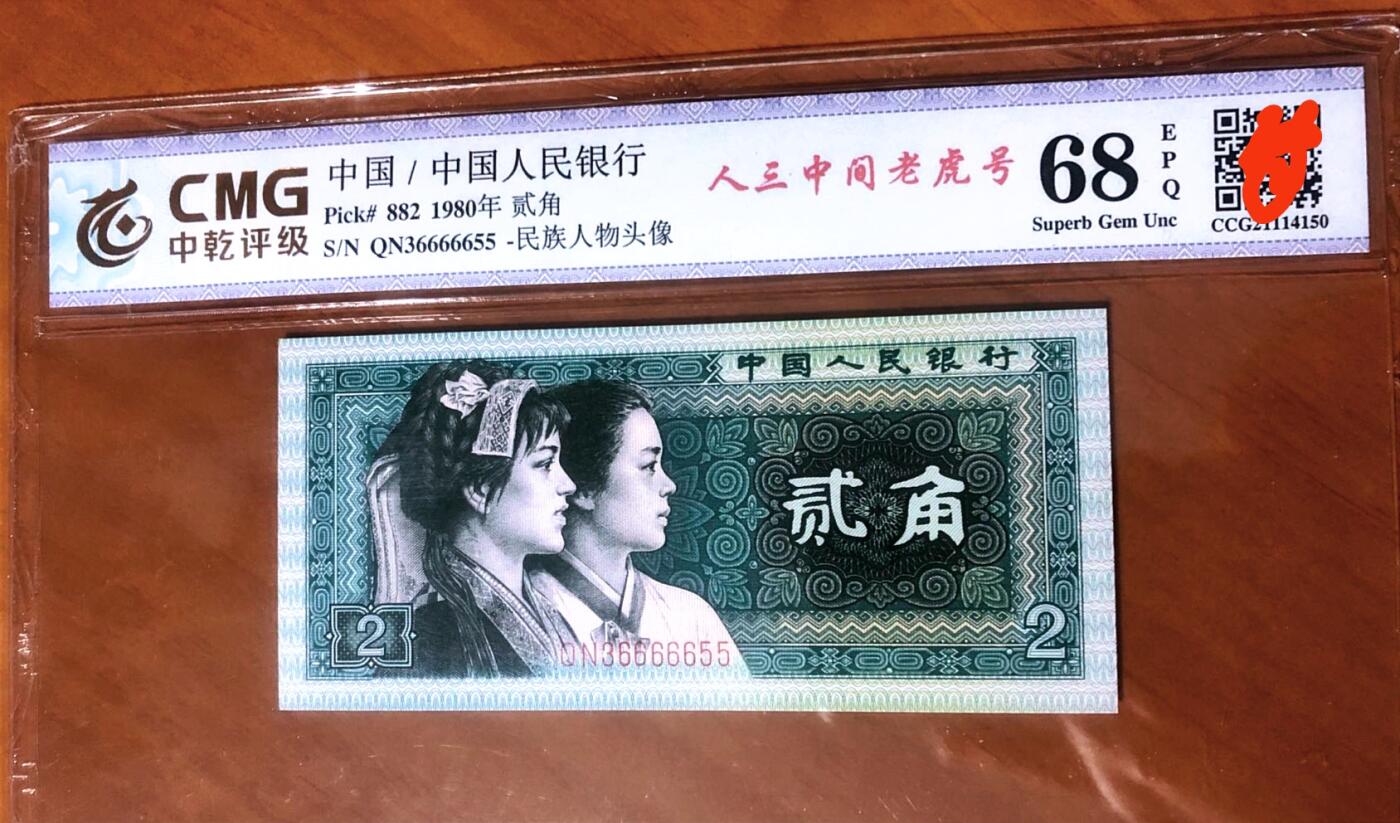 CMG
中乾评级
中国 / 中国人民银行
Pick# 882 1980年 贰角
S/N QN36666655 -民族人物头像
人三中间老虎号
68
EPQ
Superb Gem Unc
CCG21114150
中国人民银行
贰角
2
QN36666655
2